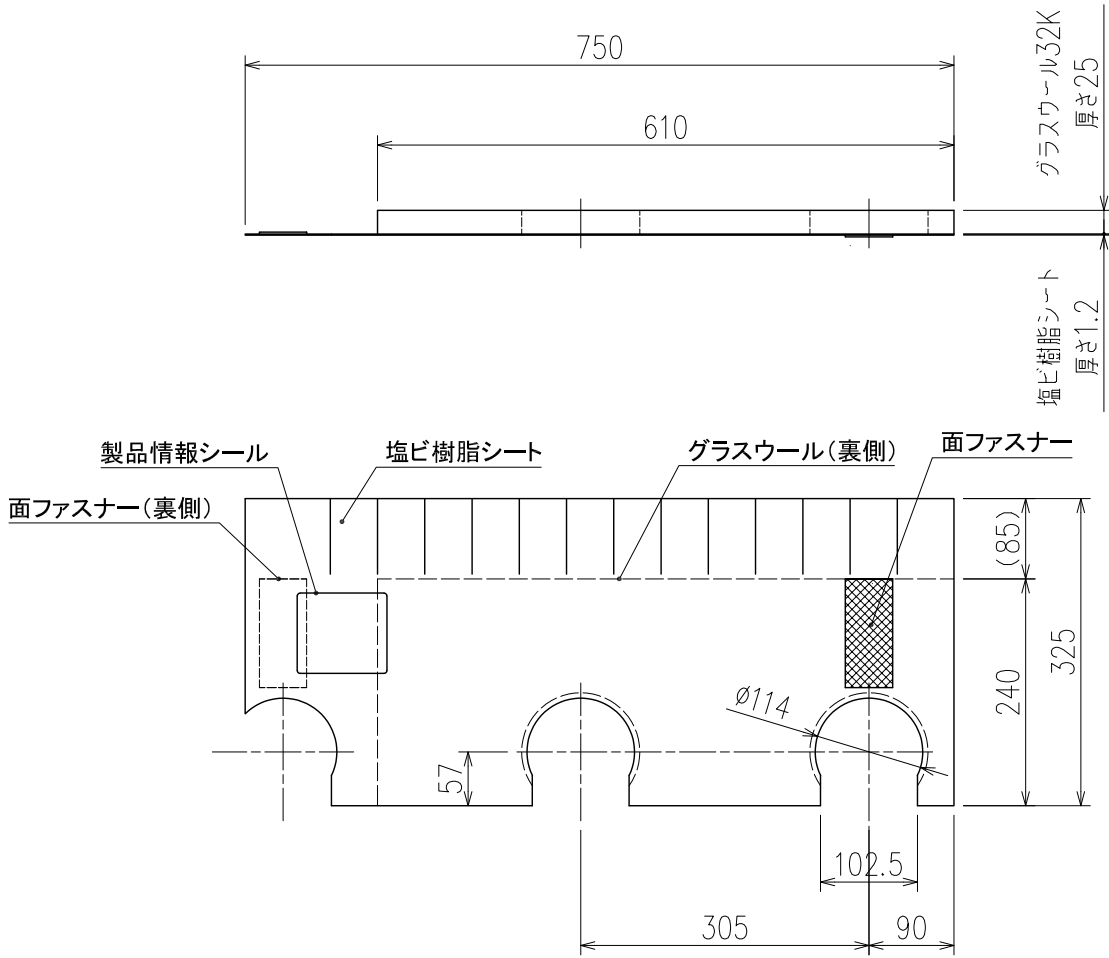 750
610
グラスウール32K
厚さ25
塩ビ樹脂シート
厚さ1.2
製品情報シール
塩ビ樹脂シート
グラスウール（裏側）
面ファスナー
面ファスナー（裏側）
(85)
325
240
ø114
57
102.5
305
90